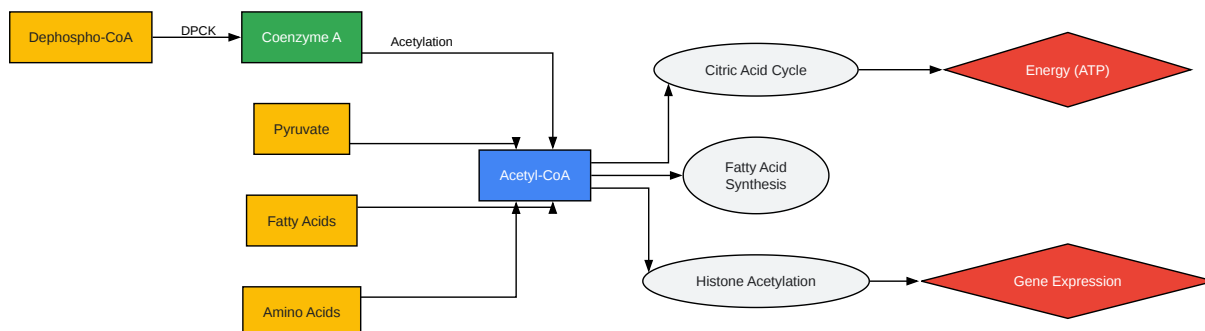 Dephospho-CoA
DPCK
Coenzyme A
Acetylation
Citric Acid Cycle
Energy (ATP)
Pyruvate
Acetyl-CoA
Fatty Acid
Synthesis
Fatty Acids
Histone Acetylation
Gene Expression
Amino Acids